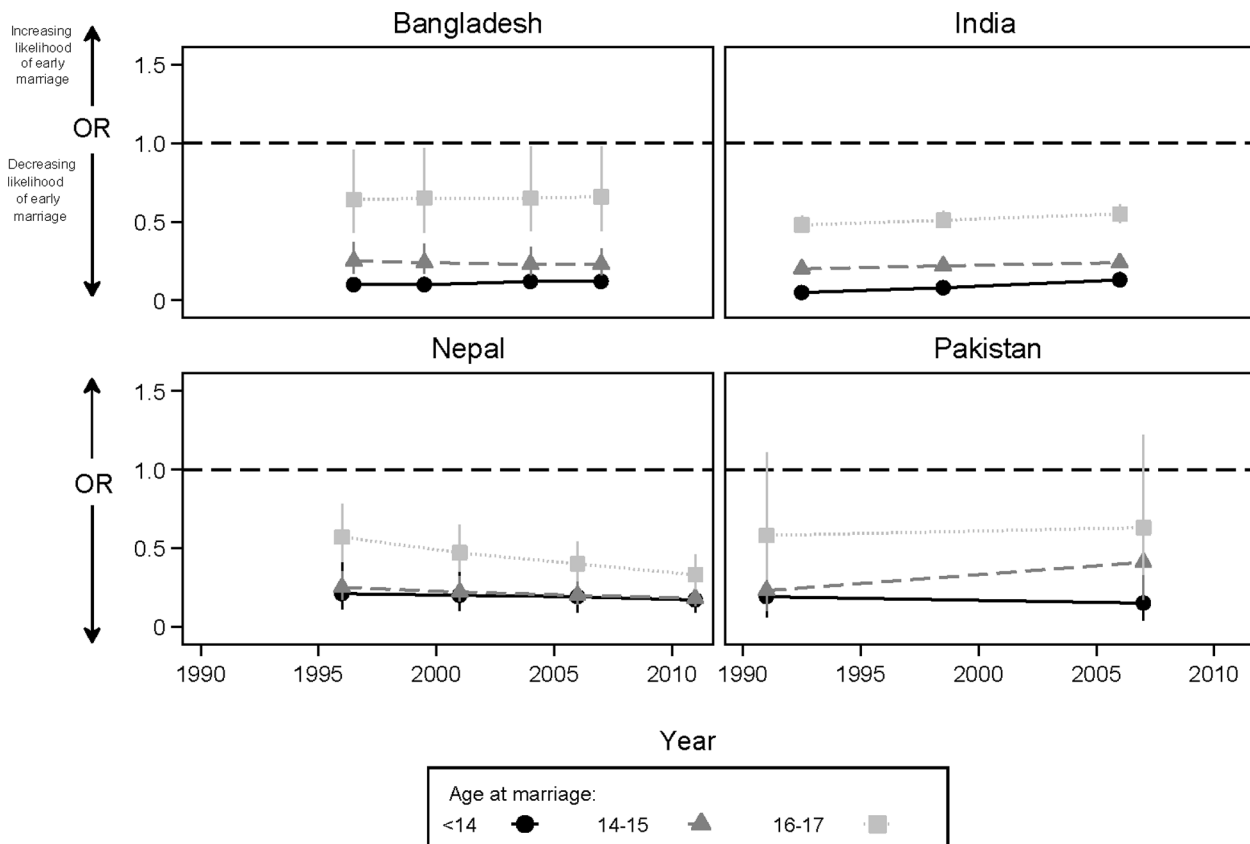 Increasing
likelihood
of early
marriage
OR
Decreasing
likelihood
of early
marriage
Bangladesh
India
1.5
1.0
0.5
0
Nepal
Pakistan
OR
1.5
1.0
0.5
0
1990 1995 2000 2005 2010
1990 1995 2000 2005 2010
Year
Age at marriage:
<14 14-15 16-17